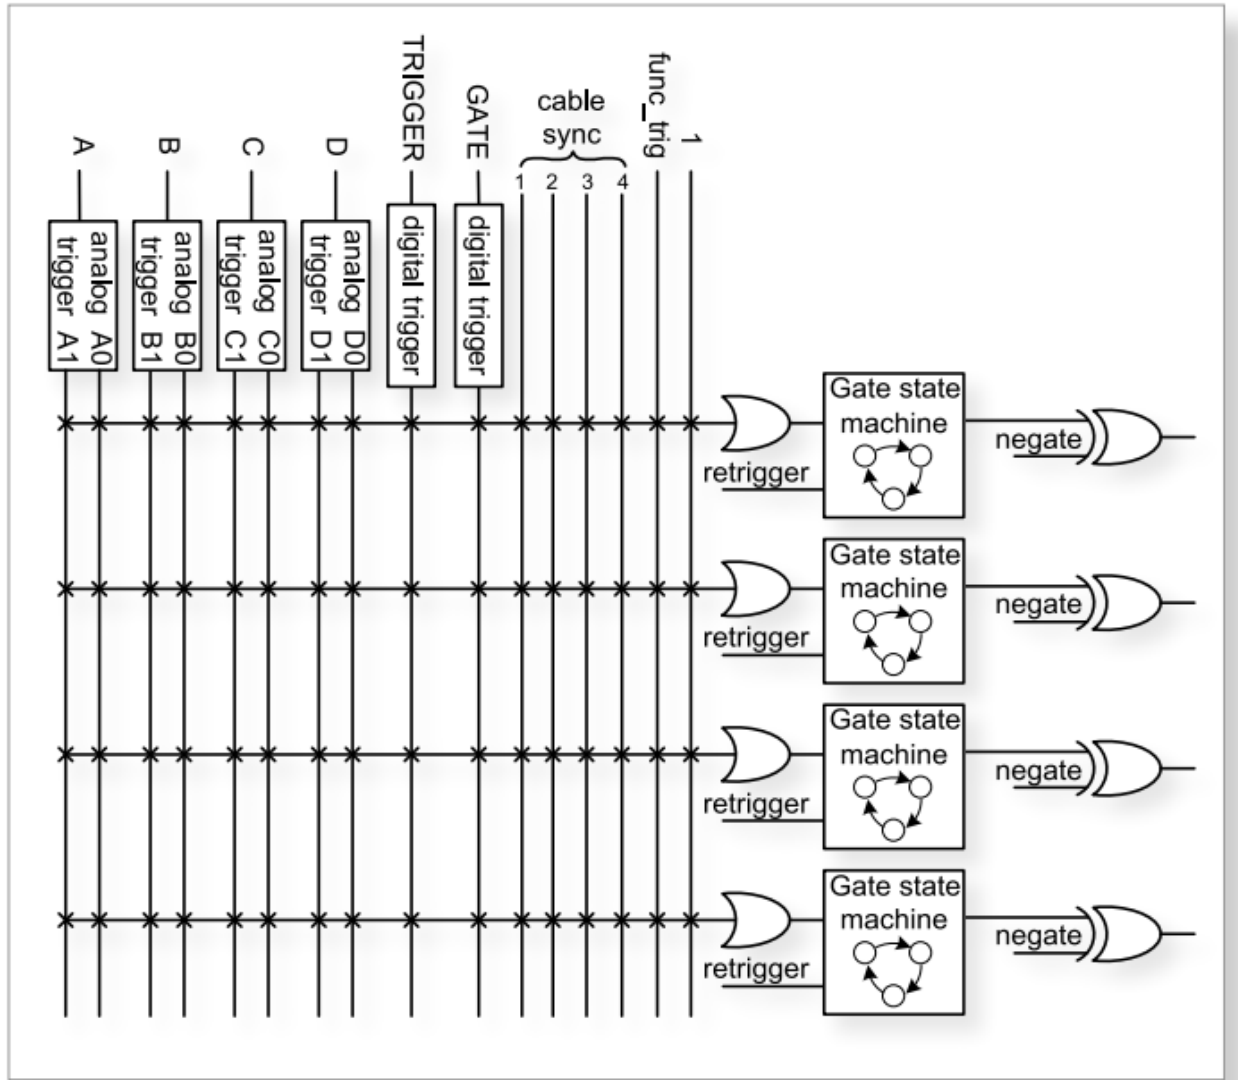 A
B
C
D
TRIGGER
GATE
cable
sync
1
2
3
4
func_trig
1
analog A0
trigger A1
analog B0
trigger B1
analog C0
trigger C1
analog D0
trigger D1
digital trigger
digital trigger
Gate state
machine
retrigger
negate
Gate state
machine
retrigger
negate
Gate state
machine
retrigger
negate
Gate state
machine
retrigger
negate